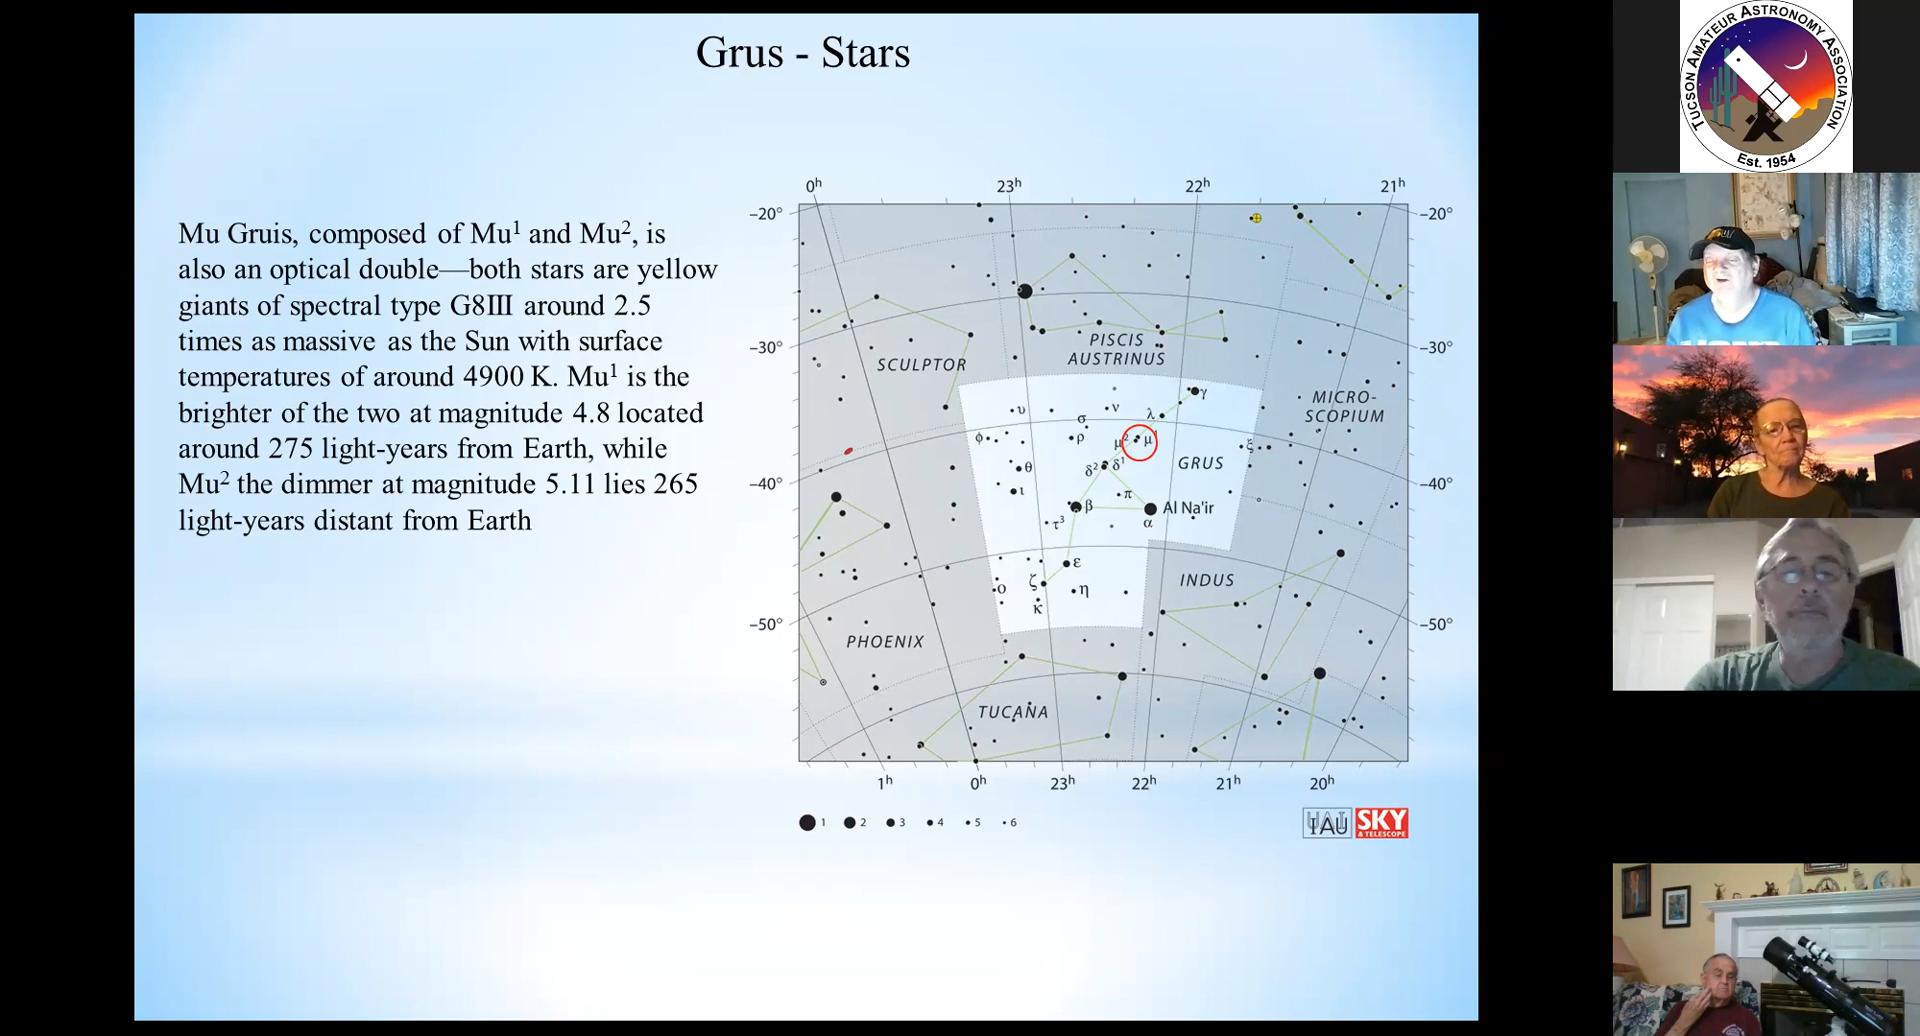 Grus - Stars
Mu Gruis, composed of Mu¹ and Mu², is
also an optical double—both stars are yellow
giants of spectral type G8III around 2.5
times as massive as the Sun with surface
temperatures of around 4900 K. Mu¹ is the
brighter of the two at magnitude 4.8 located
around 275 light-years from Earth, while
Mu² the dimmer at magnitude 5.11 lies 265
light-years distant from Earth
0ʰ 23ʰ 22ʰ 21ʰ
–20° –20°
–30° –30°
–40° –40°
–50° –50°
PISCIS
AUSTRINUS
SCULPTOR
MICRO-
SCOPIUM
γ
υ σ ν λ
φ ρ μ² μ¹ ξ
θ δ² δ¹ GRUS
ι π
β Al Na'ir
τ³ α
ε
ζ INDUS
ο η
κ
PHOENIX
TUCANA
1ʰ 0ʰ 23ʰ 22ʰ 21ʰ 20ʰ
1 2 3 4 5 6
IAU
SKY
& TELESCOPE
TUCSON AMATEUR ASTRONOMY ASSOCIATION
Est. 1954